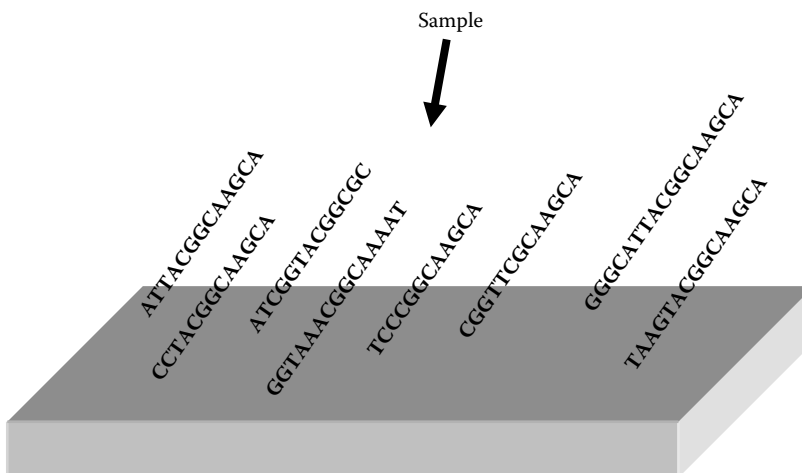 Sample
ATTACGGCAAGCA
CCTACGGCAAGCA
ATCGGTACGGCGC
GGTAAACGGCAAAAT
TCCCGGCAAGCA
CGGTTCGCAAGCA
GGGCATTACGGCAAGCA
TAAGTACGGCAAGCA